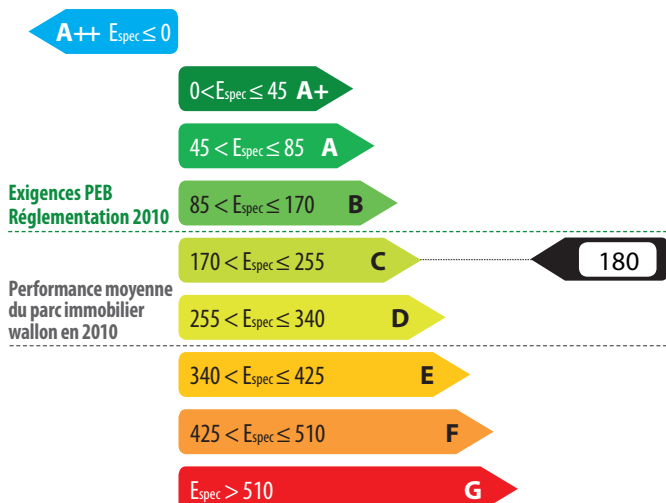 A++ Espec ≤ 0
0<Espec ≤ 45 A+
45 < Espec ≤ 85 A
Exigences PEB
Réglementation 2010
85 < Espec ≤ 170 B
170 < Espec ≤ 255 C
180
Performance moyenne
du parc immobilier
wallon en 2010
255 < Espec ≤ 340 D
340 < Espec ≤ 425 E
425 < Espec ≤ 510 F
Espec > 510 G